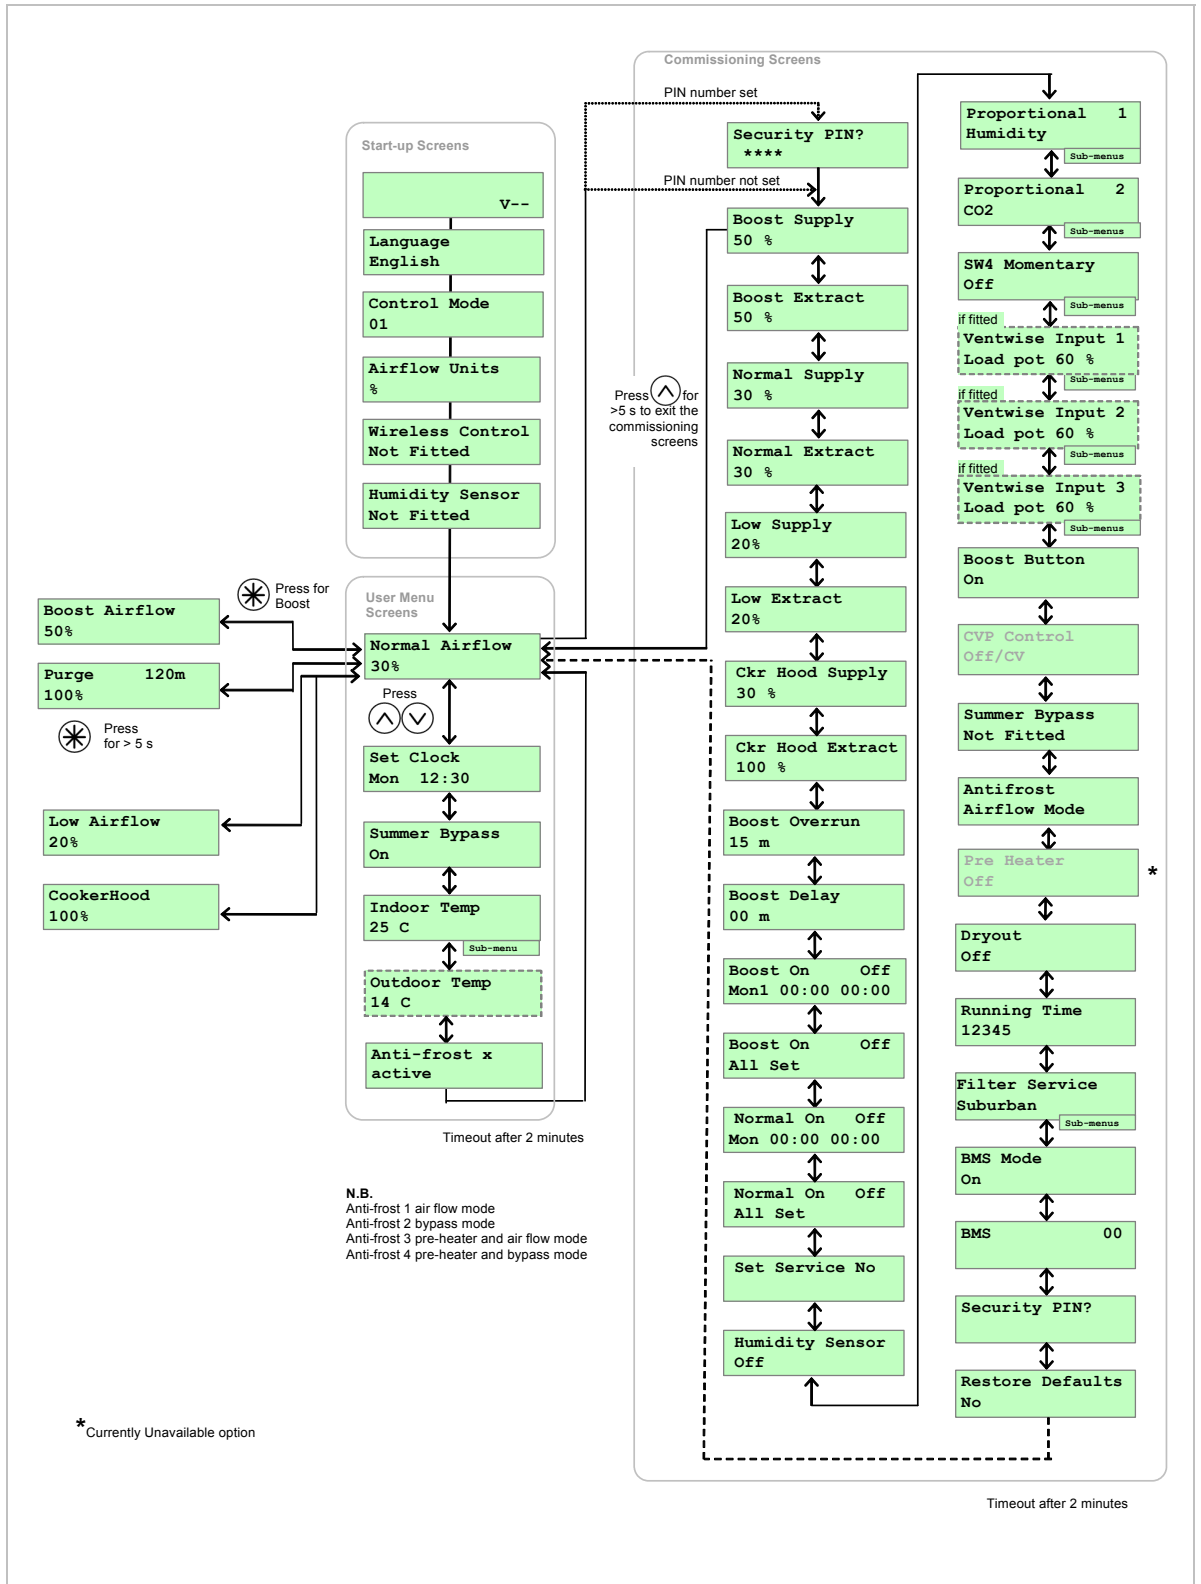 Start-up Screens
V--
Language
English
Control Mode
01
Airflow Units
%
Wireless Control
Not Fitted
Humidity Sensor
Not Fitted
Press for
Boost
Boost Airflow
50%
Purge 120m
100%
Press
for > 5 s
Low Airflow
20%
CookerHood
100%
User Menu
Screens
Normal Airflow
30%
Press
Set Clock
Mon 12:30
Summer Bypass
On
Indoor Temp
25 C
Sub-menu
Outdoor Temp
14 C
Anti-frost x
active
Timeout after 2 minutes
N.B.
Anti-frost 1 air flow mode
Anti-frost 2 bypass mode
Anti-frost 3 pre-heater and air flow mode
Anti-frost 4 pre-heater and bypass mode
*Currently Unavailable option
Commissioning Screens
PIN number set
Security PIN?
****
PIN number not set
Boost Supply
50 %
Boost Extract
50 %
Press for
>5 s to exit the
commissioning
screens
Normal Supply
30 %
Normal Extract
30 %
Low Supply
20%
Low Extract
20%
Ckr Hood Supply
30 %
Ckr Hood Extract
100 %
Boost Overrun
15 m
Boost Delay
00 m
Boost On Off
Mon1 00:00 00:00
Boost On Off
All Set
Normal On Off
Mon 00:00 00:00
Normal On Off
All Set
Set Service No
Humidity Sensor
Off
Proportional 1
Humidity
Sub-menus
Proportional 2
CO2
Sub-menus
SW4 Momentary
Off
Sub-menus
if fitted
Ventwise Input 1
Load pot 60 %
Sub-menus
if fitted
Ventwise Input 2
Load pot 60 %
Sub-menus
if fitted
Ventwise Input 3
Load pot 60 %
Sub-menus
Boost Button
On
CVP Control
Off/CV
Summer Bypass
Not Fitted
Antifrost
Airflow Mode
Pre Heater
Off
*
Dryout
Off
Running Time
12345
Filter Service
Suburban
Sub-menus
BMS Mode
On
BMS 00
Security PIN?
Restore Defaults
No
Timeout after 2 minutes